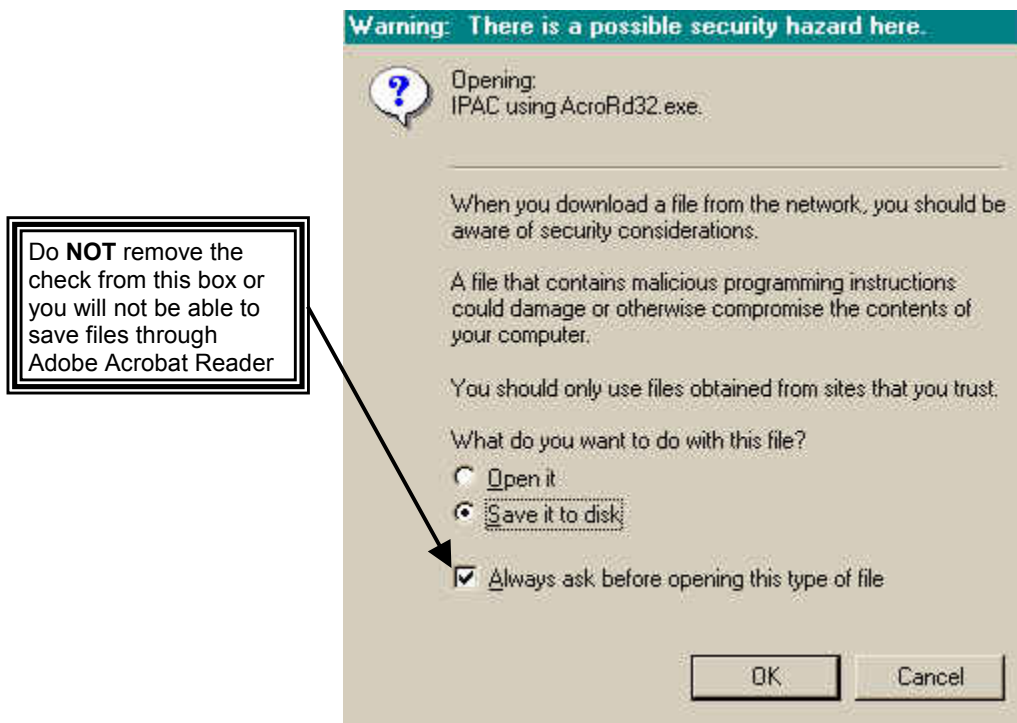 Warning: There is a possible security hazard here.
Opening:
IPAC using AcroRd32.exe.
When you download a file from the network, you should be
aware of security considerations.
A file that contains malicious programming instructions
could damage or otherwise compromise the contents of
your computer.
You should only use files obtained from sites that you trust.
What do you want to do with this file?
Open it
Save it to disk
Always ask before opening this type of file
OK
Cancel
Do NOT remove the
check from this box or
you will not be able to
save files through
Adobe Acrobat Reader